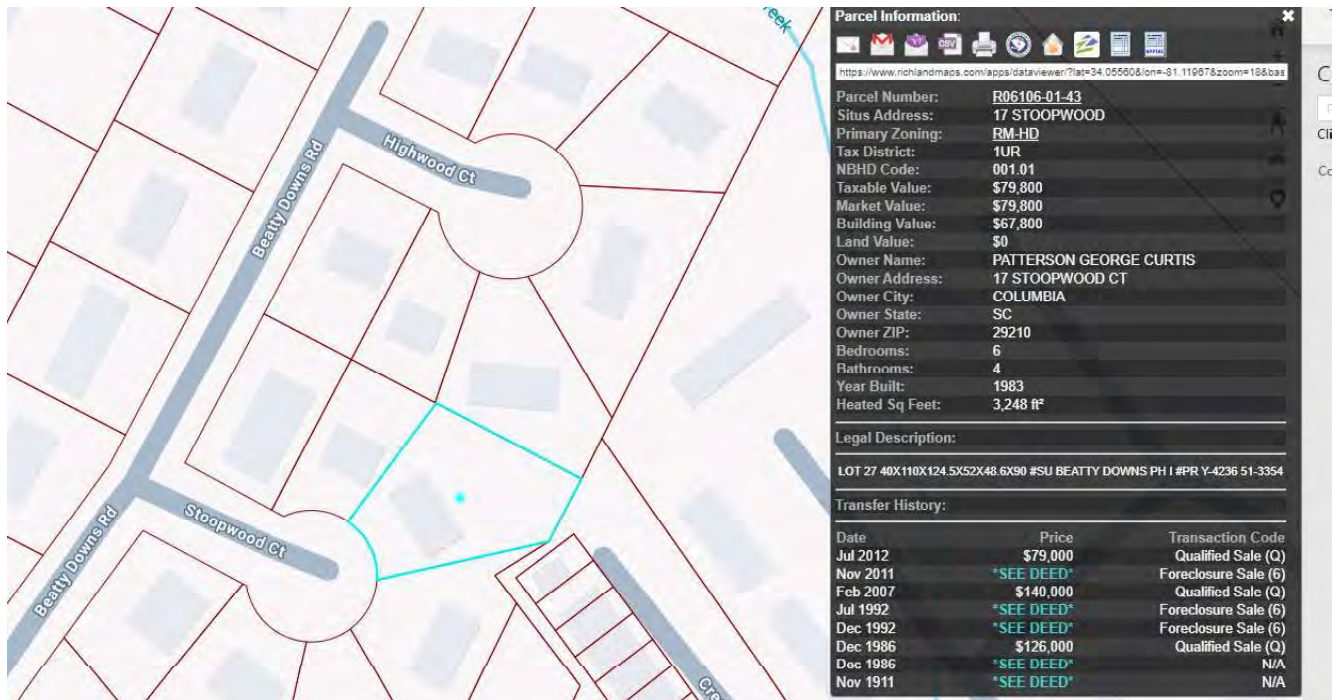 reek
Highwood Ct
Beatty Downs Rd
Stoopwood Ct
Beatty Downs Rd
Cre
Parcel Information:
CSV
https://www.richlandmaps.com/apps/dataviewer/?lat=34.05560&lon=-81.11967&zoom=18&bas
Parcel Number: R06106-01-43
Situs Address: 17 STOOPWOOD
Primary Zoning: RM-HD
Tax District: 1UR
NBHD Code: 001.01
Taxable Value: $79,800
Market Value: $79,800
Building Value: $67,800
Land Value: $0
Owner Name: PATTERSON GEORGE CURTIS
Owner Address: 17 STOOPWOOD CT
Owner City: COLUMBIA
Owner State: SC
Owner ZIP: 29210
Bedrooms: 6
Bathrooms: 4
Year Built: 1983
Heated Sq Feet: 3,248 ft²
Legal Description:
LOT 27 40X110X124.5X52X48.6X90 #SU BEATTY DOWNS PH I #PR Y-4236 51-3354
Transfer History:
Date Price Transaction Code
Jul 2012 $79,000 Qualified Sale (Q)
Nov 2011 *SEE DEED* Foreclosure Sale (6)
Feb 2007 $140,000 Qualified Sale (Q)
Jul 1992 *SEE DEED* Foreclosure Sale (6)
Dec 1992 *SEE DEED* Foreclosure Sale (6)
Dec 1986 $126,000 Qualified Sale (Q)
Dec 1986 *SEE DEED* N/A
Nov 1911 *SEE DEED* N/A
C
Cli
Co